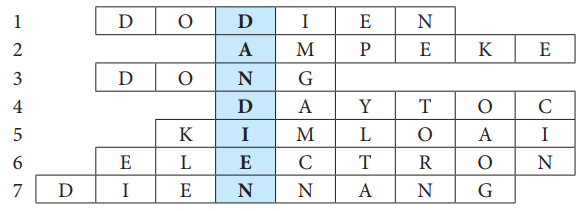 1 D O D I E N
2 A M P E K E
3 D O N G
4 D A Y T O C
5 K I M L O A I
6 E L E C T R O N
7 D I E N N A N G